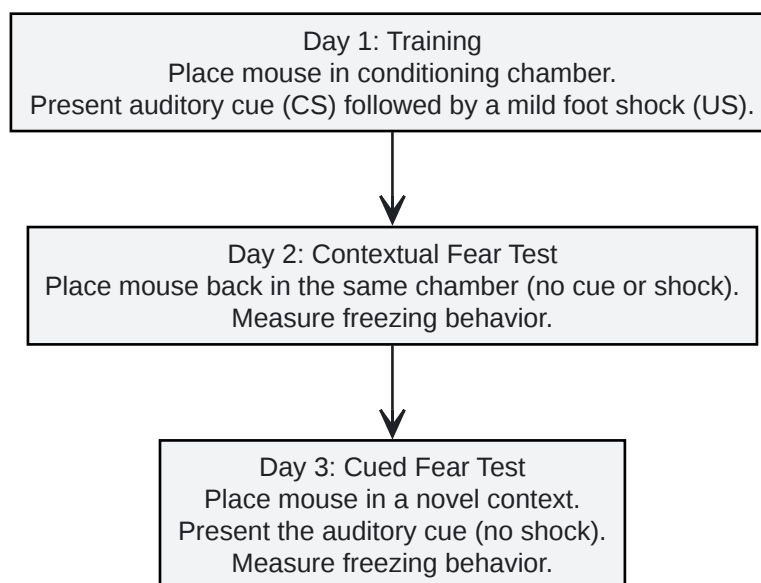 Day 1: Training
Place mouse in conditioning chamber.
Present auditory cue (CS) followed by a mild foot shock (US).
Day 2: Contextual Fear Test
Place mouse back in the same chamber (no cue or shock).
Measure freezing behavior.
Day 3: Cued Fear Test
Place mouse in a novel context.
Present the auditory cue (no shock).
Measure freezing behavior.